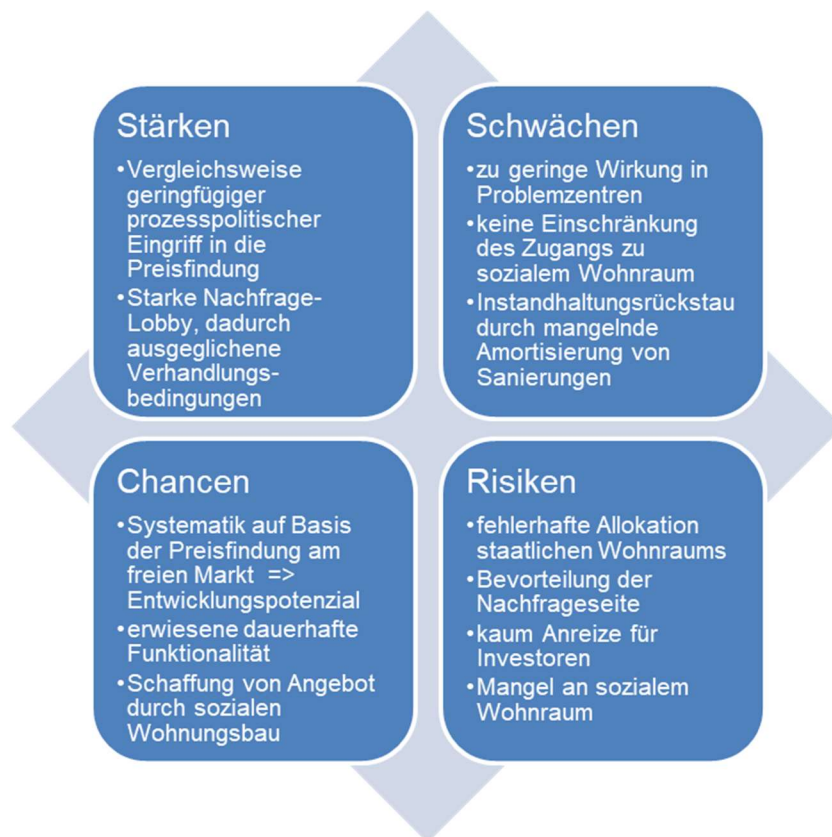 Stärken
•Vergleichsweise
geringfügiger
prozesspolitischer
Eingriff in die
Preisfindung
•Starke Nachfrage-
Lobby, dadurch
ausgeglichene
Verhandlungs-
bedingungen
Schwächen
•zu geringe Wirkung in
Problemzentren
•keine Einschränkung
des Zugangs zu
sozialem Wohnraum
•Instandhaltungsrückstau
durch mangelnde
Amortisierung von
Sanierungen
Chancen
•Systematik auf Basis
der Preisfindung am
freien Markt =>
Entwicklungspotenzial
•erwiesene dauerhafte
Funktionalität
•Schaffung von Angebot
durch sozialen
Wohnungsbau
Risiken
•fehlerhafte Allokation
staatlichen Wohnraums
•Bevorteilung der
Nachfrageseite
•kaum Anreize für
Investoren
•Mangel an sozialem
Wohnraum